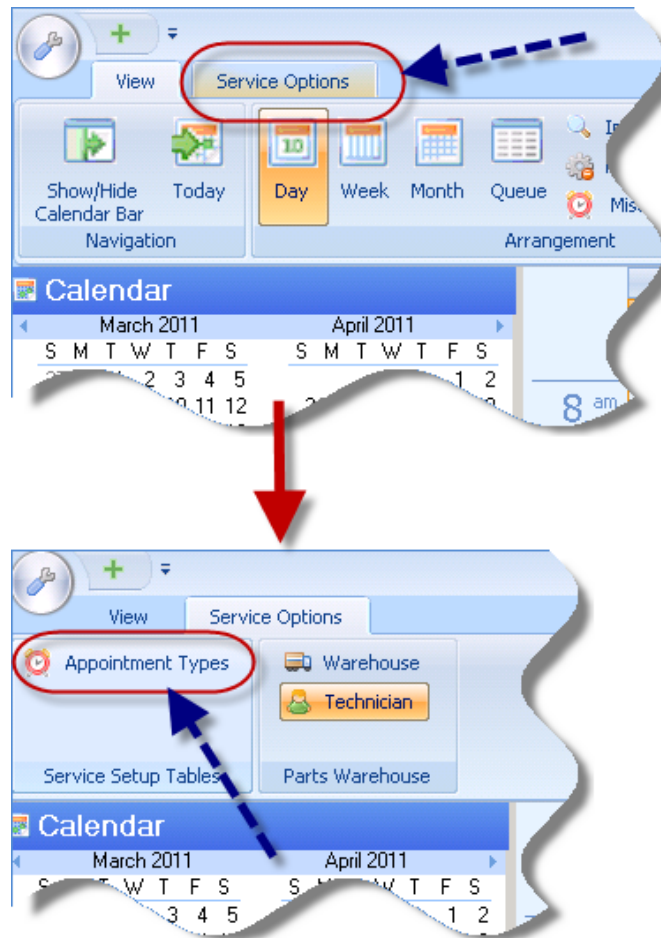 View Service Options
Show/Hide
Calendar Bar
Today
Day
Week
Month
Queue
Navigation
Arrangement
Calendar
March 2011 April 2011
S M T W T F S S M T W T F S
2 3 4 5 1 2
11 12
8 am
View Service Options
Appointment Types
Warehouse
Technician
Service Setup Tables
Parts Warehouse
Calendar
March 2011 April 2011
S T W T F S S M W T F S
3 4 5 1 2